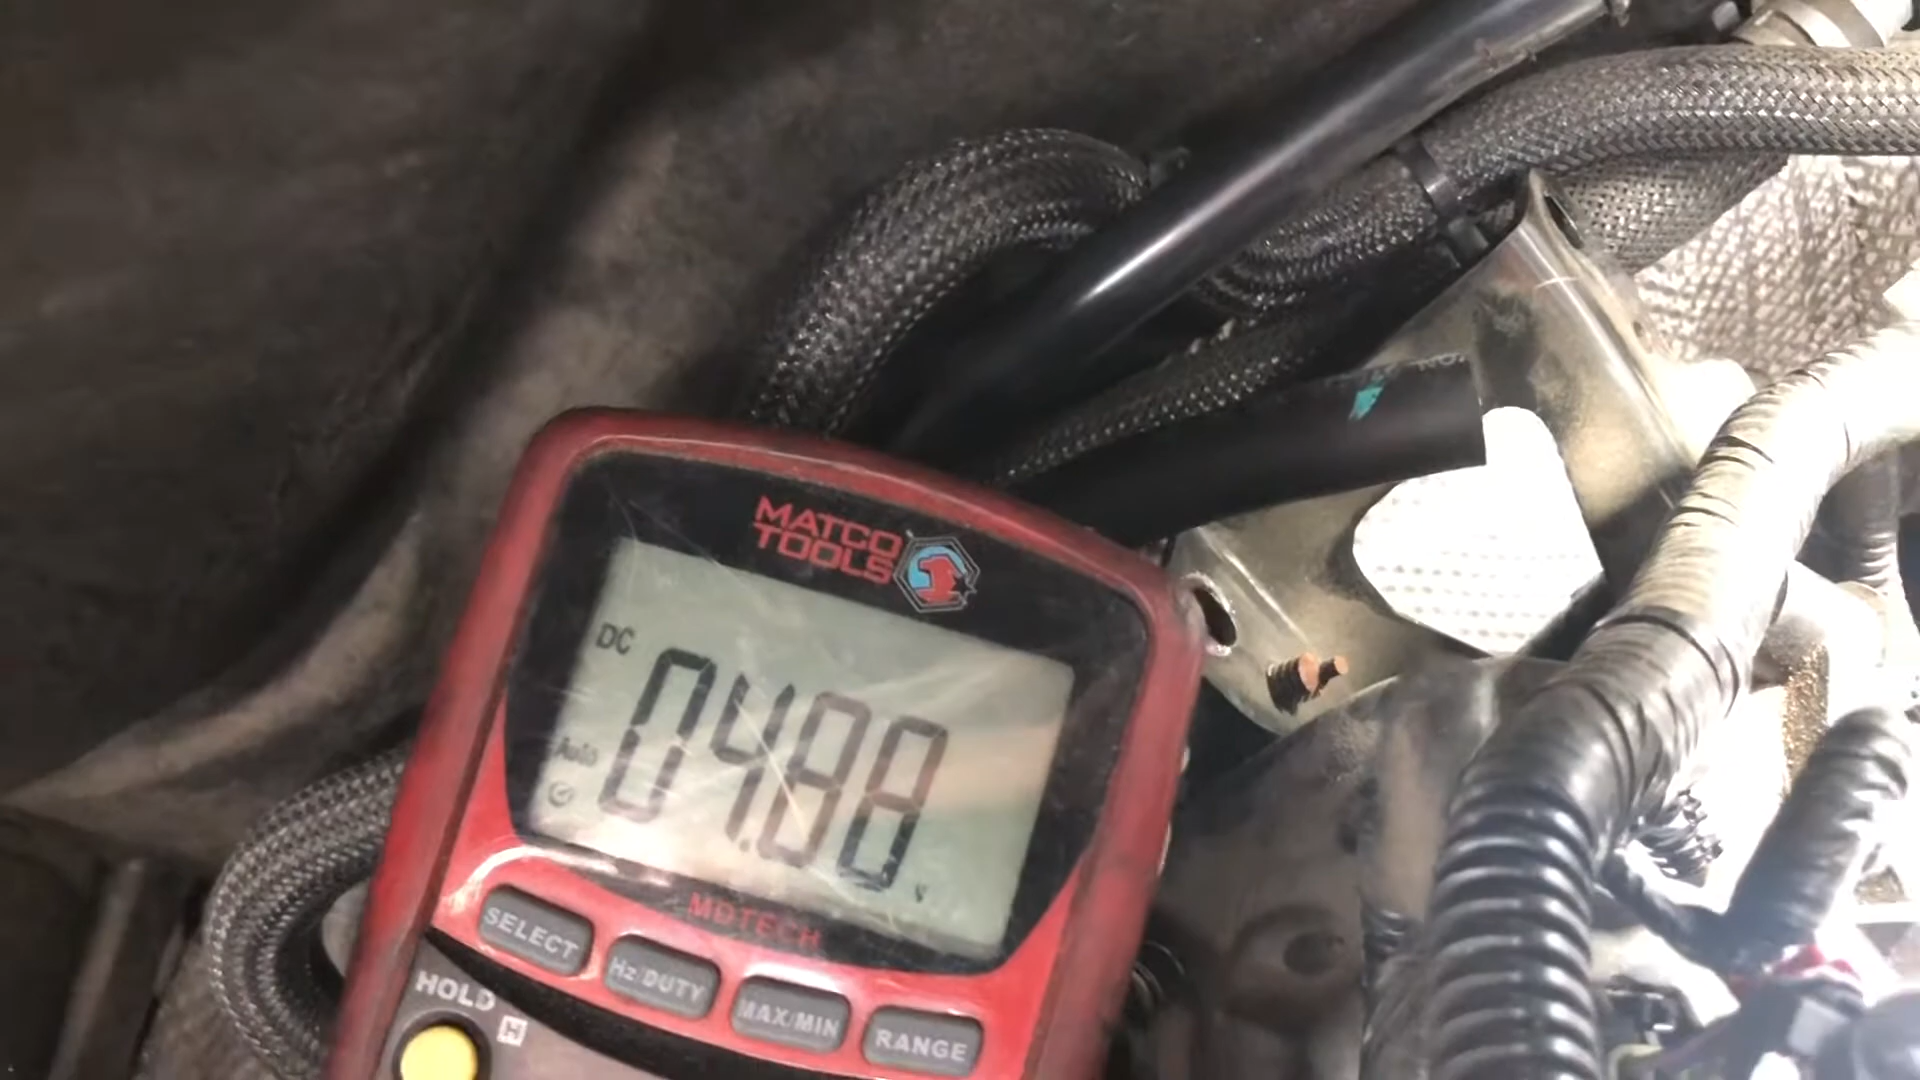 MATCO
TOOLS
DC
04.88
Auto
V
MDTECH
SELECT
Hz/DUTY
MAX/MIN
RANGE
HOLD
H